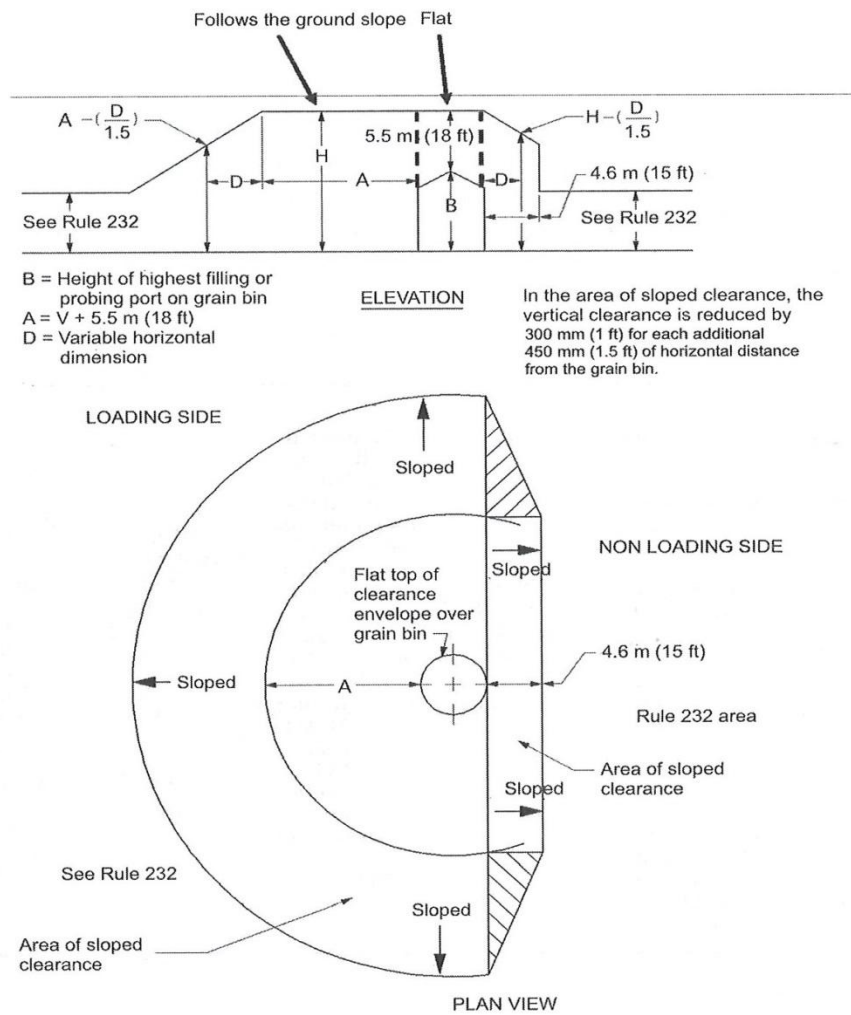 Follows the ground slope Flat
A - ( D / 1.5 )
5.5 m (18 ft)
H - ( D / 1.5 )
H
D
A
B
D
4.6 m (15 ft)
See Rule 232
See Rule 232
B = Height of highest filling or
probing port on grain bin
A = V + 5.5 m (18 ft)
D = Variable horizontal
dimension
ELEVATION
In the area of sloped clearance, the
vertical clearance is reduced by
300 mm (1 ft) for each additional
450 mm (1.5 ft) of horizontal distance
from the grain bin.
LOADING SIDE
Sloped
NON LOADING SIDE
Sloped
Flat top of
clearance
envelope over
grain bin
4.6 m (15 ft)
Sloped
A
Rule 232 area
Area of sloped
clearance
Sloped
See Rule 232
Sloped
Area of sloped
clearance
PLAN VIEW